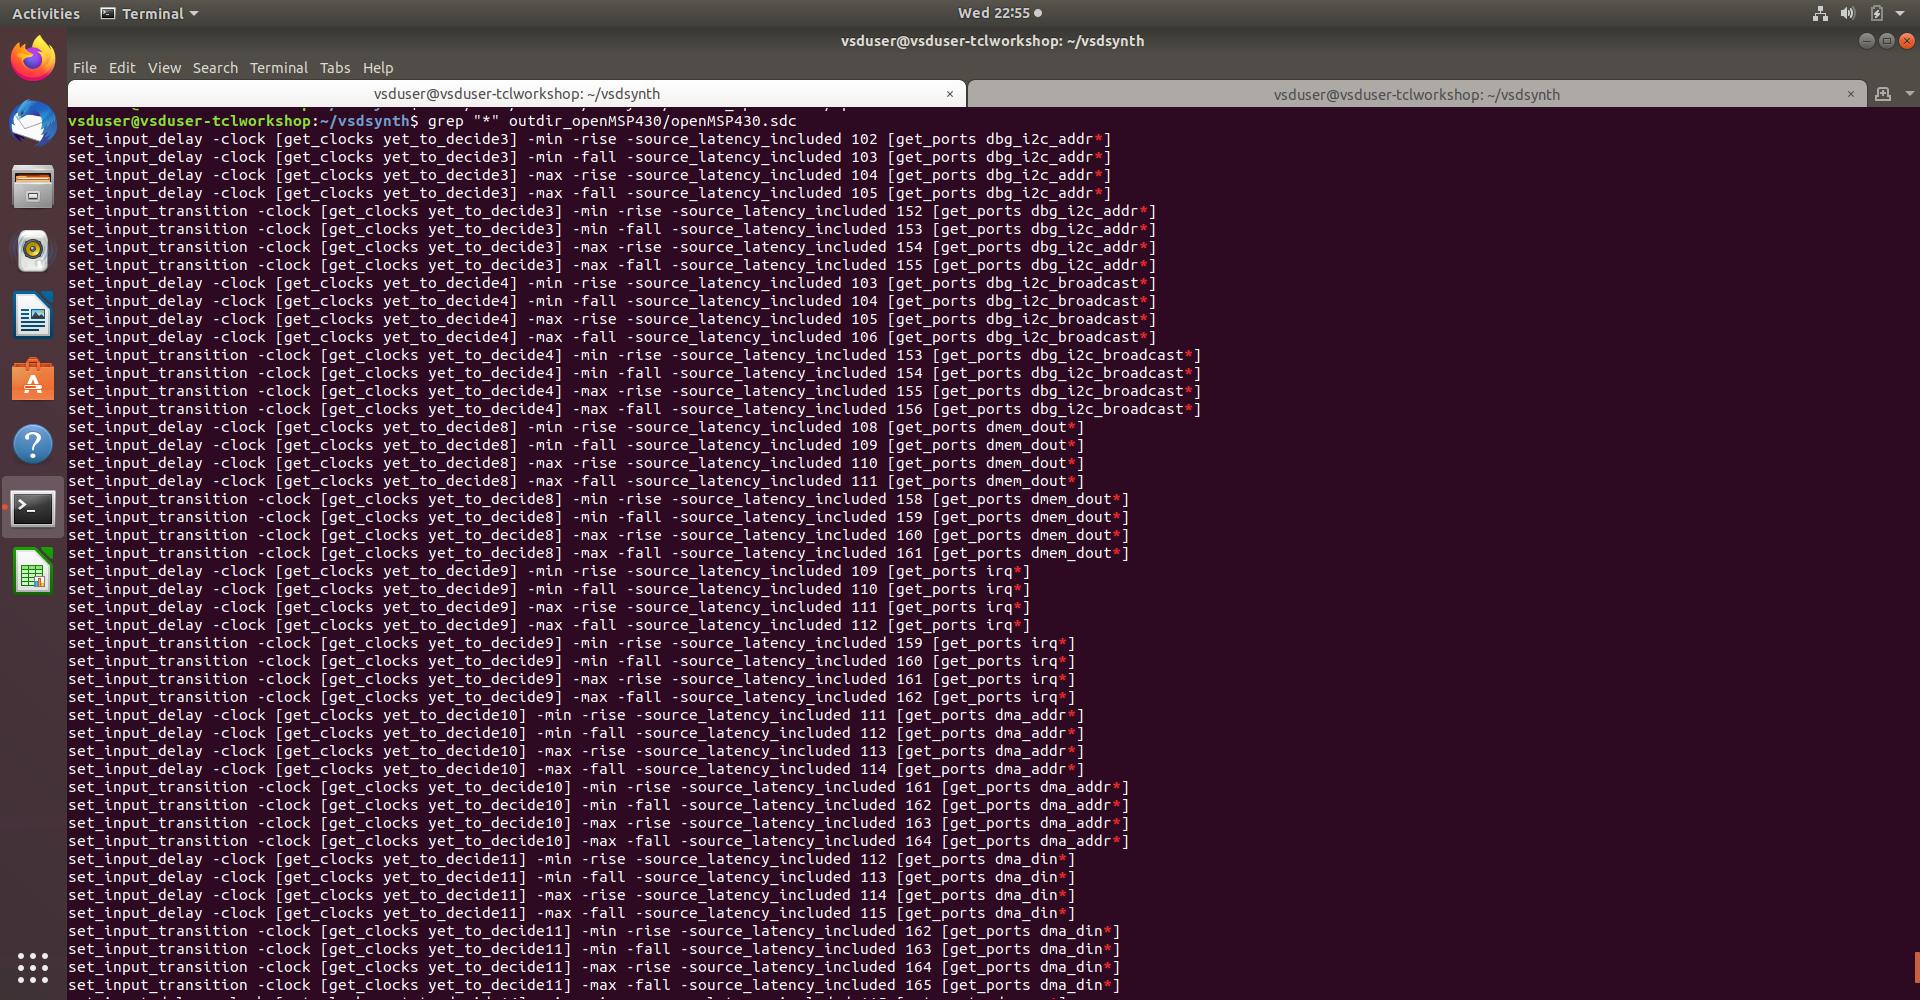 Activities
Terminal
Wed 22:55
vsduser@vsduser-tclworkshop: ~/vsdsynth
File Edit View Search Terminal Tabs Help
vsduser@vsduser-tclworkshop: ~/vsdsynth ×
vsduser@vsduser-tclworkshop: ~/vsdsynth ×
vsduser@vsduser-tclworkshop:~/vsdsynth$ grep "*" outdir_openMSP430/openMSP430.sdc
set_input_delay -clock [get_clocks yet_to_decide3] -min -rise -source_latency_included 102 [get_ports dbg_i2c_addr*]
set_input_delay -clock [get_clocks yet_to_decide3] -min -fall -source_latency_included 103 [get_ports dbg_i2c_addr*]
set_input_delay -clock [get_clocks yet_to_decide3] -max -rise -source_latency_included 104 [get_ports dbg_i2c_addr*]
set_input_delay -clock [get_clocks yet_to_decide3] -max -fall -source_latency_included 105 [get_ports dbg_i2c_addr*]
set_input_transition -clock [get_clocks yet_to_decide3] -min -rise -source_latency_included 152 [get_ports dbg_i2c_addr*]
set_input_transition -clock [get_clocks yet_to_decide3] -min -fall -source_latency_included 153 [get_ports dbg_i2c_addr*]
set_input_transition -clock [get_clocks yet_to_decide3] -max -rise -source_latency_included 154 [get_ports dbg_i2c_addr*]
set_input_transition -clock [get_clocks yet_to_decide3] -max -fall -source_latency_included 155 [get_ports dbg_i2c_addr*]
set_input_delay -clock [get_clocks yet_to_decide4] -min -rise -source_latency_included 103 [get_ports dbg_i2c_broadcast*]
set_input_delay -clock [get_clocks yet_to_decide4] -min -fall -source_latency_included 104 [get_ports dbg_i2c_broadcast*]
set_input_delay -clock [get_clocks yet_to_decide4] -max -rise -source_latency_included 105 [get_ports dbg_i2c_broadcast*]
set_input_delay -clock [get_clocks yet_to_decide4] -max -fall -source_latency_included 106 [get_ports dbg_i2c_broadcast*]
set_input_transition -clock [get_clocks yet_to_decide4] -min -rise -source_latency_included 153 [get_ports dbg_i2c_broadcast*]
set_input_transition -clock [get_clocks yet_to_decide4] -min -fall -source_latency_included 154 [get_ports dbg_i2c_broadcast*]
set_input_transition -clock [get_clocks yet_to_decide4] -max -rise -source_latency_included 155 [get_ports dbg_i2c_broadcast*]
set_input_transition -clock [get_clocks yet_to_decide4] -max -fall -source_latency_included 156 [get_ports dbg_i2c_broadcast*]
set_input_delay -clock [get_clocks yet_to_decide8] -min -rise -source_latency_included 108 [get_ports dmem_dout*]
set_input_delay -clock [get_clocks yet_to_decide8] -min -fall -source_latency_included 109 [get_ports dmem_dout*]
set_input_delay -clock [get_clocks yet_to_decide8] -max -rise -source_latency_included 110 [get_ports dmem_dout*]
set_input_delay -clock [get_clocks yet_to_decide8] -max -fall -source_latency_included 111 [get_ports dmem_dout*]
set_input_transition -clock [get_clocks yet_to_decide8] -min -rise -source_latency_included 158 [get_ports dmem_dout*]
set_input_transition -clock [get_clocks yet_to_decide8] -min -fall -source_latency_included 159 [get_ports dmem_dout*]
set_input_transition -clock [get_clocks yet_to_decide8] -max -rise -source_latency_included 160 [get_ports dmem_dout*]
set_input_transition -clock [get_clocks yet_to_decide8] -max -fall -source_latency_included 161 [get_ports dmem_dout*]
set_input_delay -clock [get_clocks yet_to_decide9] -min -rise -source_latency_included 109 [get_ports irq*]
set_input_delay -clock [get_clocks yet_to_decide9] -min -fall -source_latency_included 110 [get_ports irq*]
set_input_delay -clock [get_clocks yet_to_decide9] -max -rise -source_latency_included 111 [get_ports irq*]
set_input_delay -clock [get_clocks yet_to_decide9] -max -fall -source_latency_included 112 [get_ports irq*]
set_input_transition -clock [get_clocks yet_to_decide9] -min -rise -source_latency_included 159 [get_ports irq*]
set_input_transition -clock [get_clocks yet_to_decide9] -min -fall -source_latency_included 160 [get_ports irq*]
set_input_transition -clock [get_clocks yet_to_decide9] -max -rise -source_latency_included 161 [get_ports irq*]
set_input_transition -clock [get_clocks yet_to_decide9] -max -fall -source_latency_included 162 [get_ports irq*]
set_input_delay -clock [get_clocks yet_to_decide10] -min -rise -source_latency_included 111 [get_ports dma_addr*]
set_input_delay -clock [get_clocks yet_to_decide10] -min -fall -source_latency_included 112 [get_ports dma_addr*]
set_input_delay -clock [get_clocks yet_to_decide10] -max -rise -source_latency_included 113 [get_ports dma_addr*]
set_input_delay -clock [get_clocks yet_to_decide10] -max -fall -source_latency_included 114 [get_ports dma_addr*]
set_input_transition -clock [get_clocks yet_to_decide10] -min -rise -source_latency_included 161 [get_ports dma_addr*]
set_input_transition -clock [get_clocks yet_to_decide10] -min -fall -source_latency_included 162 [get_ports dma_addr*]
set_input_transition -clock [get_clocks yet_to_decide10] -max -rise -source_latency_included 163 [get_ports dma_addr*]
set_input_transition -clock [get_clocks yet_to_decide10] -max -fall -source_latency_included 164 [get_ports dma_addr*]
set_input_delay -clock [get_clocks yet_to_decide11] -min -rise -source_latency_included 112 [get_ports dma_din*]
set_input_delay -clock [get_clocks yet_to_decide11] -min -fall -source_latency_included 113 [get_ports dma_din*]
set_input_delay -clock [get_clocks yet_to_decide11] -max -rise -source_latency_included 114 [get_ports dma_din*]
set_input_delay -clock [get_clocks yet_to_decide11] -max -fall -source_latency_included 115 [get_ports dma_din*]
set_input_transition -clock [get_clocks yet_to_decide11] -min -rise -source_latency_included 162 [get_ports dma_din*]
set_input_transition -clock [get_clocks yet_to_decide11] -min -fall -source_latency_included 163 [get_ports dma_din*]
set_input_transition -clock [get_clocks yet_to_decide11] -max -rise -source_latency_included 164 [get_ports dma_din*]
set_input_transition -clock [get_clocks yet_to_decide11] -max -fall -source_latency_included 165 [get_ports dma_din*]